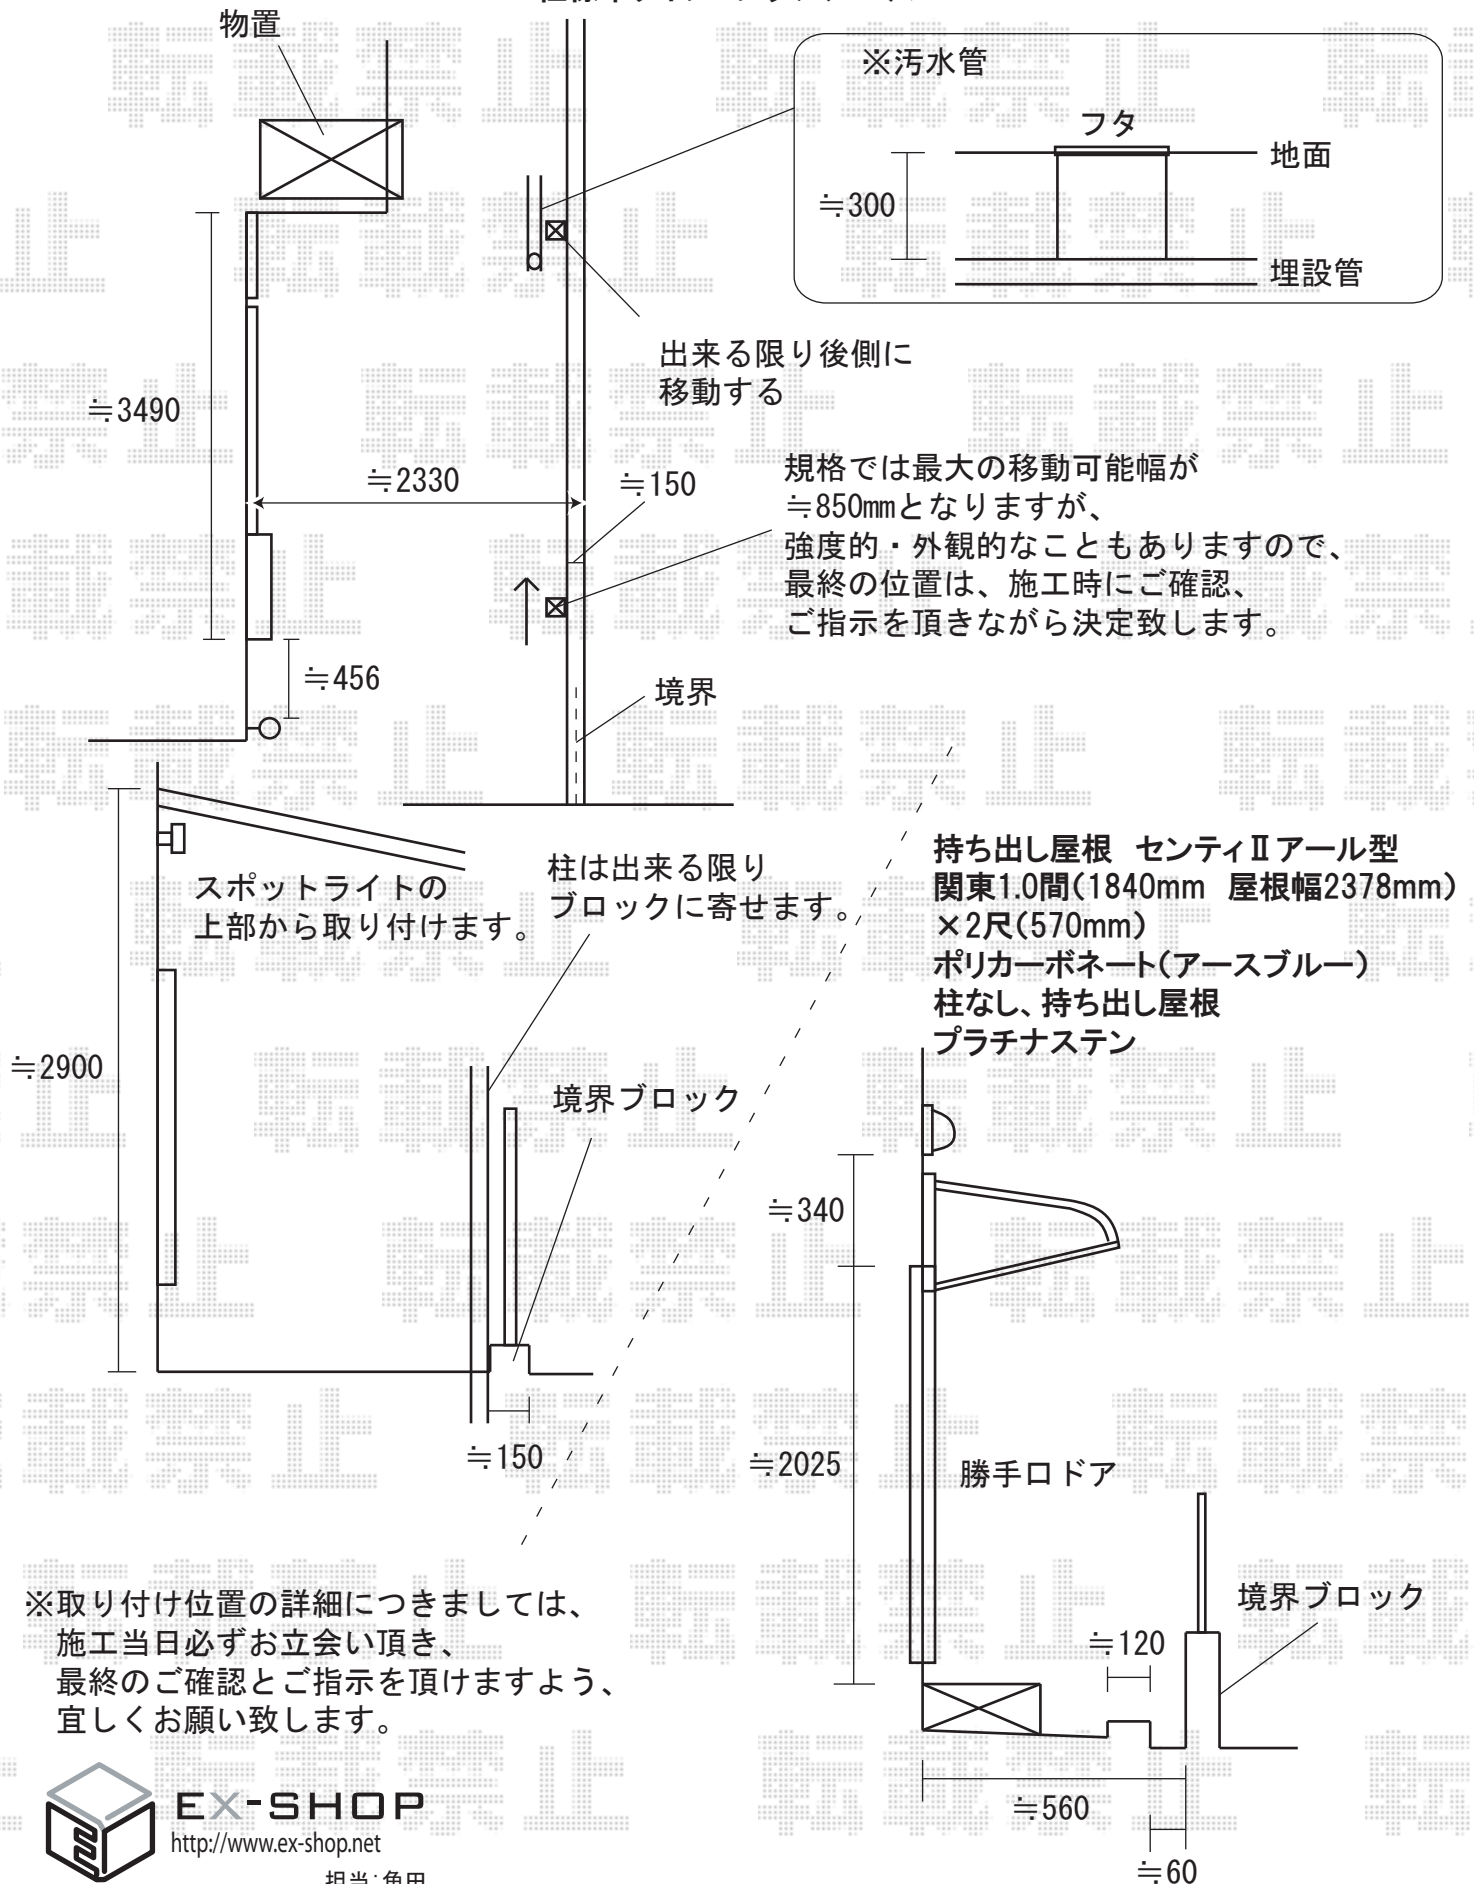 物置
※汚水管
フタ
地面
≒300
埋設管
出来る限り後側に
移動する
≒3490
≒2330
≒150
規格では最大の移動可能幅が
≒850mmとなりますが、
強度的・外観的なこともありますので、
最終の位置は、施工時にご確認、
ご指示を頂きながら決定致します。
≒456
境界
スポットライトの
上部から取り付けます。
柱は出来る限り
ブロックに寄せます。
持ち出し屋根 センティⅡアール型
関東1.0間(1840mm 屋根幅2378mm)
×2尺(570mm)
ポリカーボネート(アースブルー)
柱なし、持ち出し屋根
プラチナステン
≒2900
境界ブロック
≒340
≒150
≒2025
勝手口ドア
境界ブロック
≒120
※取り付け位置の詳細につきましては、
施工当日必ずお立会い頂き、
最終のご確認とご指示を頂けますよう、
宜しくお願い致します。
≒560
≒60
EX-SHOP
http://www.ex-shop.net
担当:角田
転載禁止